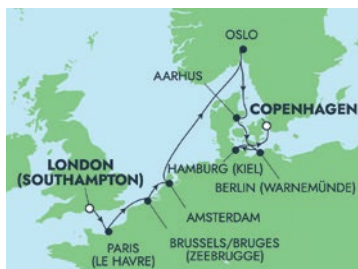 OSLO
AARHUS
COPENHAGEN
LONDON
(SOUTHAMPTON)
HAMBURG (KIEL)
BERLIN (WARNEMÜNDE)
AMSTERDAM
PARIS
(LE HAVRE)
BRUSSELS/BRUGES
(ZEEBRUGGE)